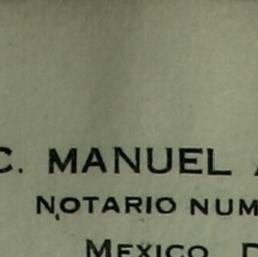 C. MANUEL
NOTARIO NUM
MEXICO, D